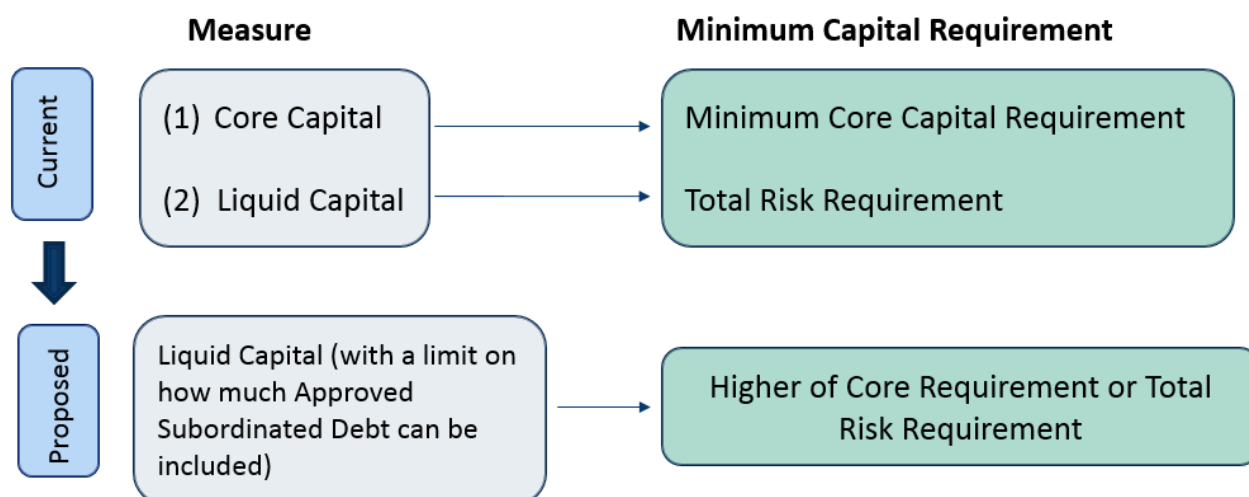 Measure
Minimum Capital Requirement
Current
(1) Core Capital
Minimum Core Capital Requirement
(2) Liquid Capital
Total Risk Requirement
Proposed
Liquid Capital (with a limit on
how much Approved
Subordinated Debt can be
included)
Higher of Core Requirement or Total
Risk Requirement